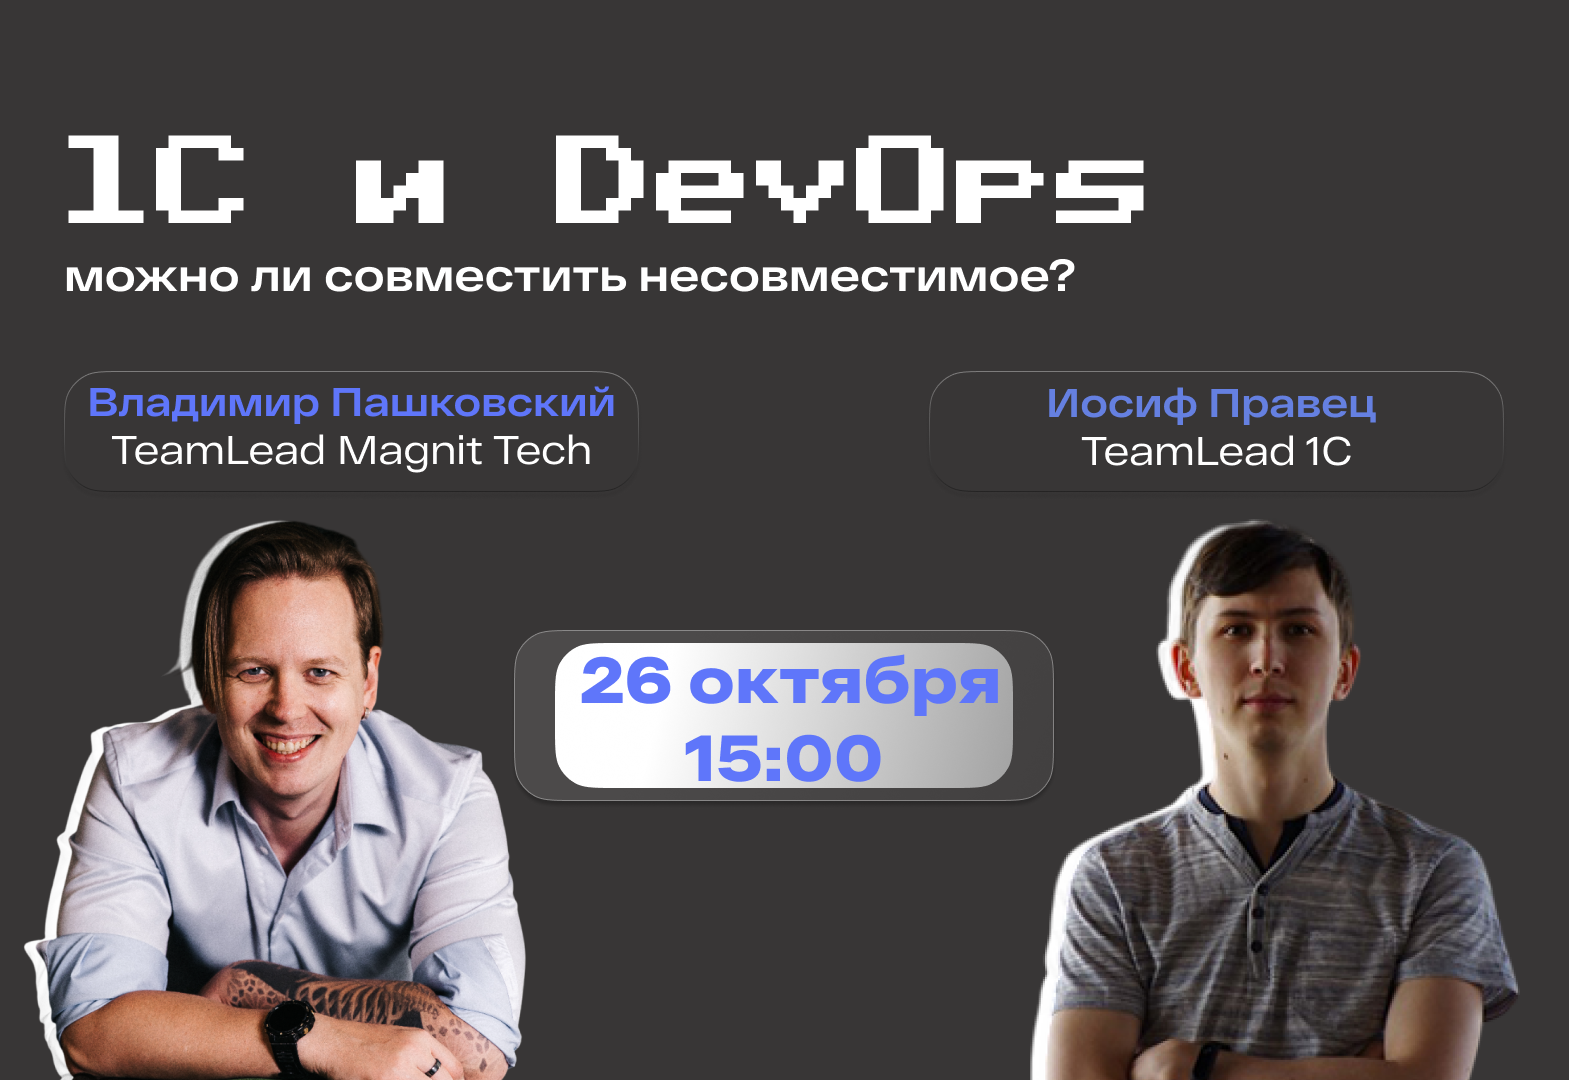 1С и DevOps
можно ли совместить несовместимое?
Владимир Пашковский
TeamLead Magnit Tech
Иосиф Правец
TeamLead 1C
26 октября
15:00